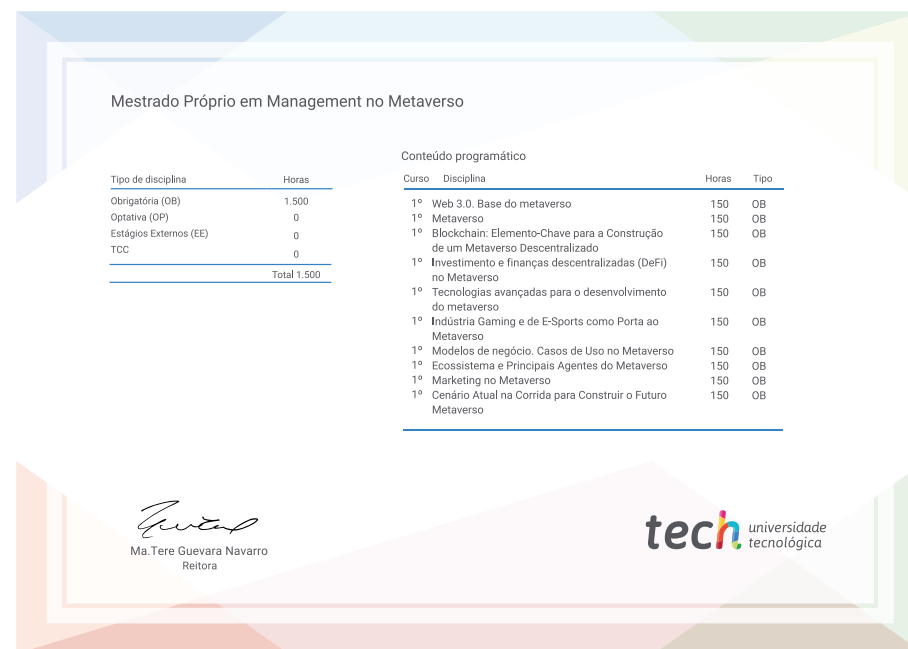 Mestrado Próprio em Management no Metaverso
Tipo de disciplina Horas
Obrigatória (OB) 1.500
Optativa (OP) 0
Estágios Externos (EE) 0
TCC 0
Total 1.500
Conteúdo programático
Curso Disciplina Horas Tipo
1º Web 3.0. Base do metaverso 150 OB
1º Metaverso 150 OB
1º Blockchain: Elemento-Chave para a Construção 150 OB
de um Metaverso Descentralizado
1º Investimento e finanças descentralizadas (DeFi) 150 OB
no Metaverso
1º Tecnologias avançadas para o desenvolvimento 150 OB
do metaverso
1º Indústria Gaming e de E-Sports como Porta ao 150 OB
Metaverso
1º Modelos de negócio. Casos de Uso no Metaverso 150 OB
1º Ecossistema e Principais Agentes do Metaverso 150 OB
1º Marketing no Metaverso 150 OB
1º Cenário Atual na Corrida para Construir o Futuro 150 OB
Metaverso
Ma.Tere Guevara Navarro
Reitora
tech universidade
tecnológica